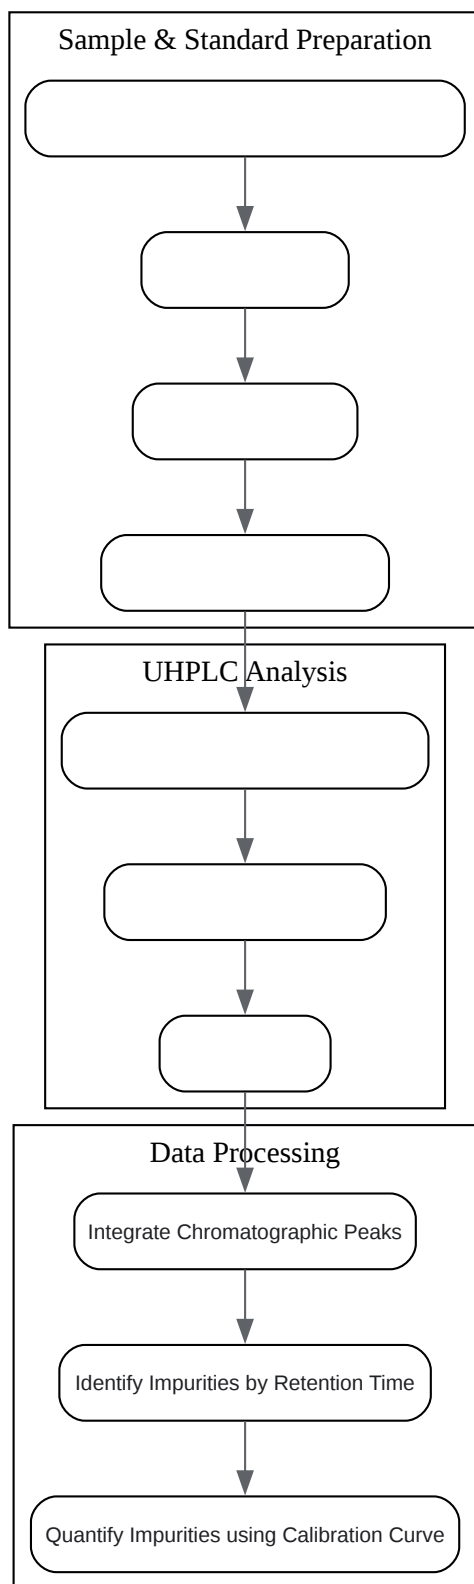 Sample & Standard Preparation
UHPLC Analysis
Data Processing
Integrate Chromatographic Peaks
Identify Impurities by Retention Time
Quantify Impurities using Calibration Curve